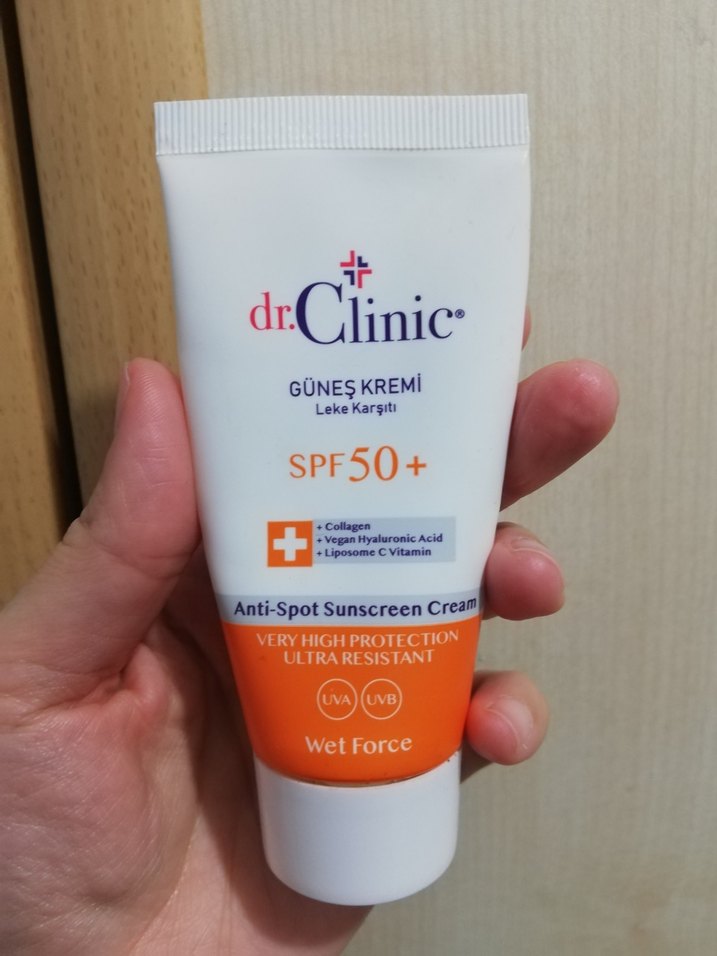 dr.Clinic®
GÜNEŞ KREMİ
Leke Karşıtı
SPF50+
+ Collagen
+ Vegan Hyaluronic Acid
+ Liposome C Vitamin
Anti-Spot Sunscreen Cream
VERY HIGH PROTECTION
ULTRA RESISTANT
UVA UVB
Wet Force